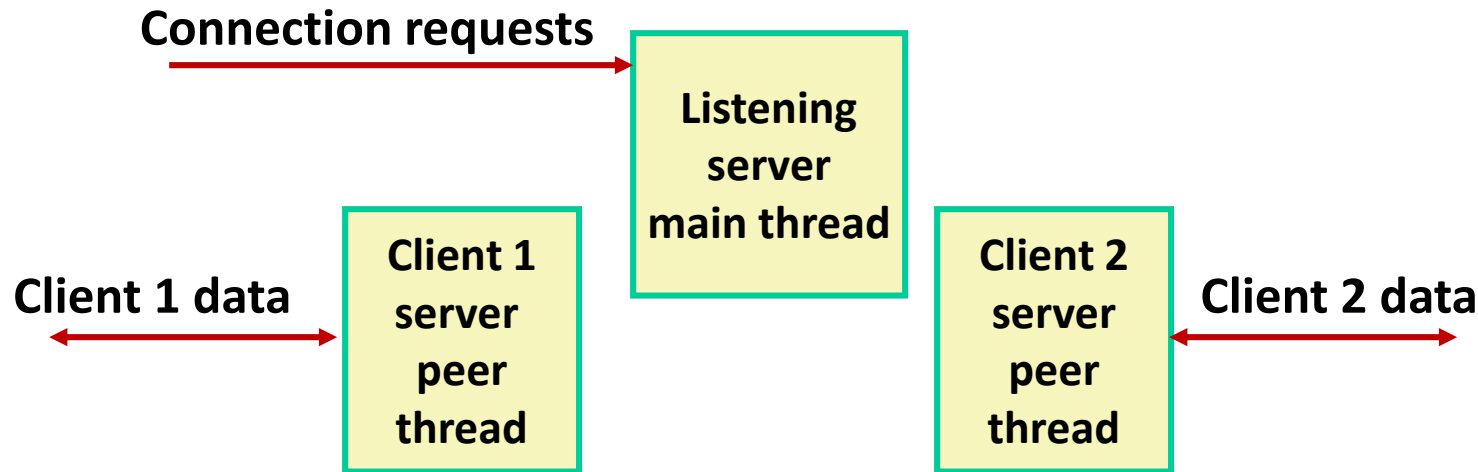 Connection requests
Listening
server
main thread
Client 1 data
Client 1
server
peer
thread
Client 2
server
peer
thread
Client 2 data